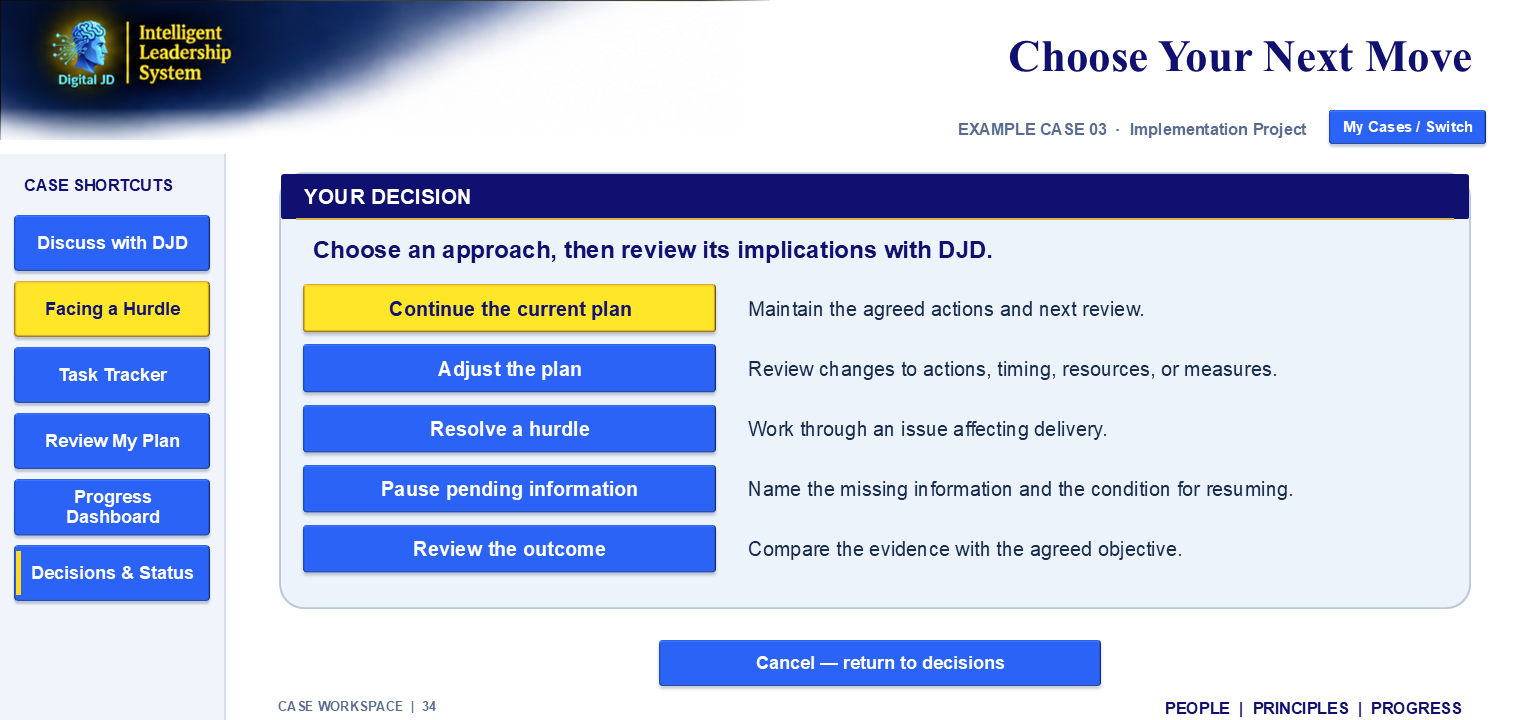 Intelligent
Leadership
System
Digital JD
Choose Your Next Move
EXAMPLE CASE 03 · Implementation Project
My Cases / Switch
CASE SHORTCUTS
Discuss with DJD
Facing a Hurdle
Task Tracker
Review My Plan
Progress
Dashboard
Decisions & Status
YOUR DECISION
Choose an approach, then review its implications with DJD.
Continue the current plan
Maintain the agreed actions and next review.
Adjust the plan
Review changes to actions, timing, resources, or measures.
Resolve a hurdle
Work through an issue affecting delivery.
Pause pending information
Name the missing information and the condition for resuming.
Review the outcome
Compare the evidence with the agreed objective.
Cancel — return to decisions
CASE WORKSPACE | 34
PEOPLE | PRINCIPLES | PROGRESS